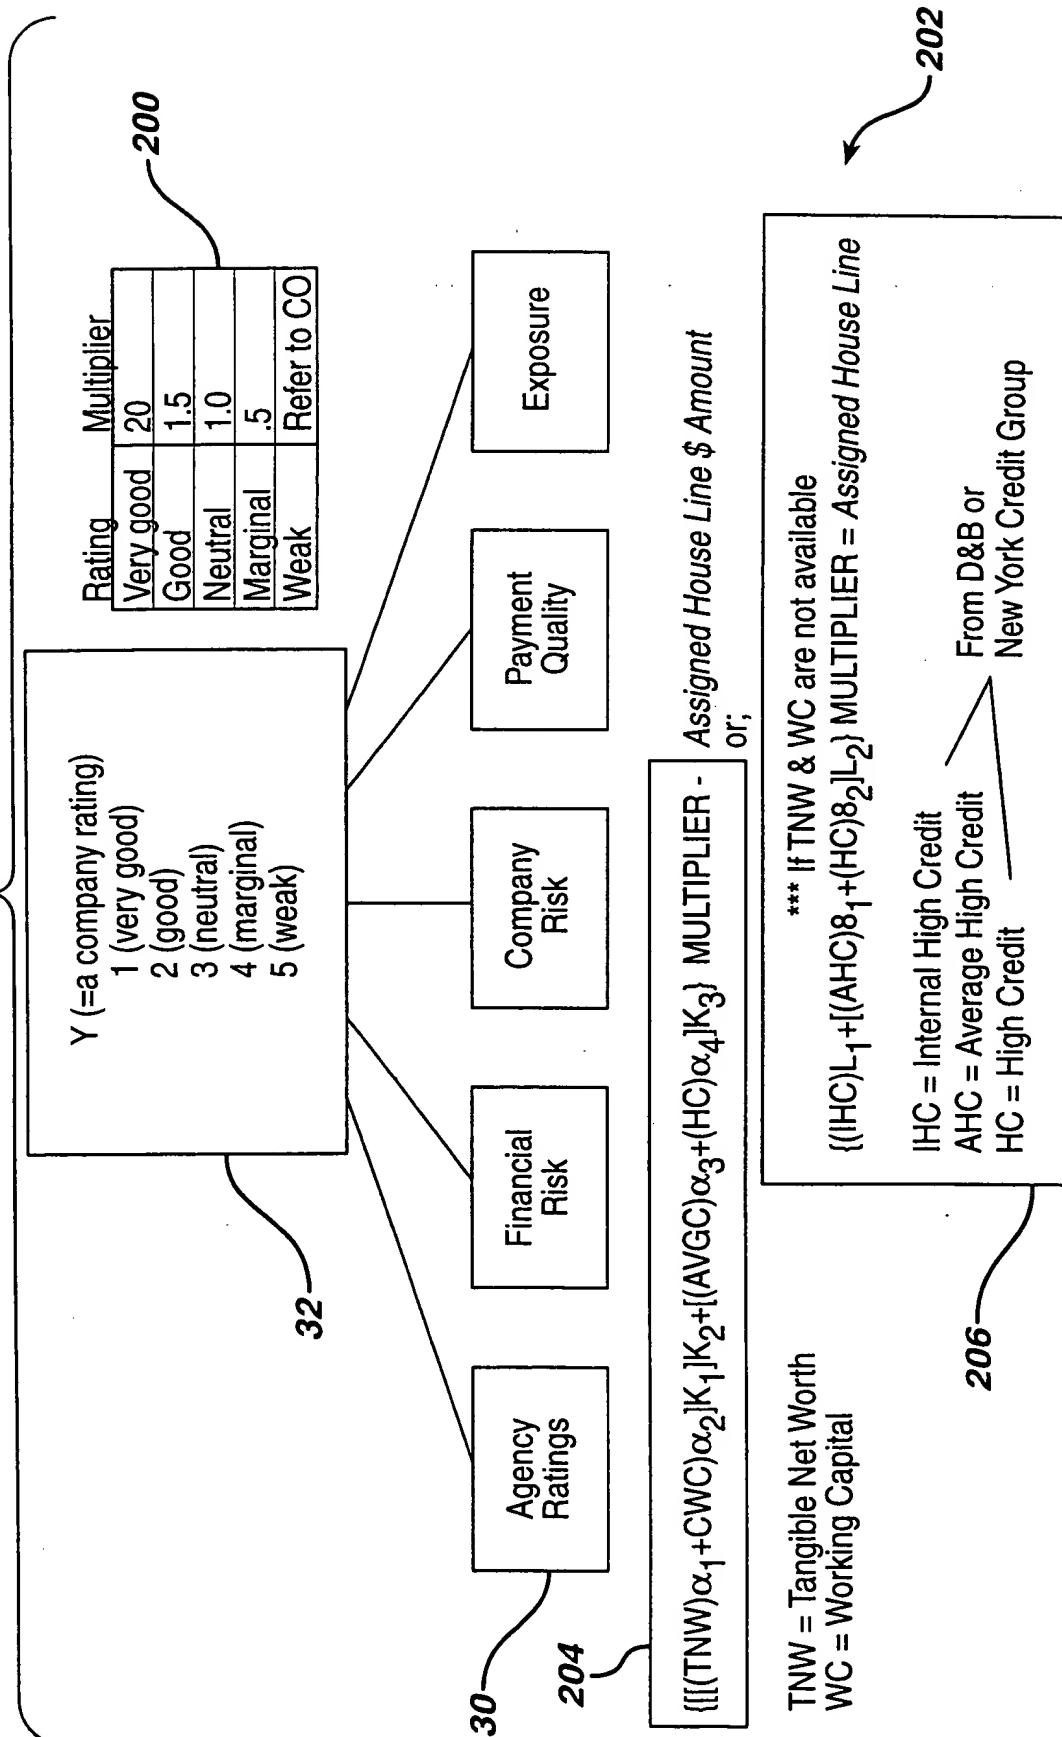 Y (=a company rating)
1 (very good)
2 (good)
3 (neutral)
4 (marginal)
5 (weak)
32
Rating Multiplier
Very good 20
Good 1.5
Neutral 1.0
Marginal .5
Weak Refer to CO
200
Agency
Ratings
Financial
Risk
Company
Risk
Payment
Quality
Exposure
30
204
{[[(TNW)α1+CWC)α2]K1]K2+[(AVGC)α3+(HC)α4]K3} MULTIPLIER - Assigned House Line $ Amount
or;
TNW = Tangible Net Worth
WC = Working Capital
*** If TNW & WC are not available
{(IHC)L1+[(AHC)81+(HC)82]L2} MULTIPLIER = Assigned House Line
IHC = Internal High Credit
AHC = Average High Credit
HC = High Credit
From D&B or
New York Credit Group
206
202